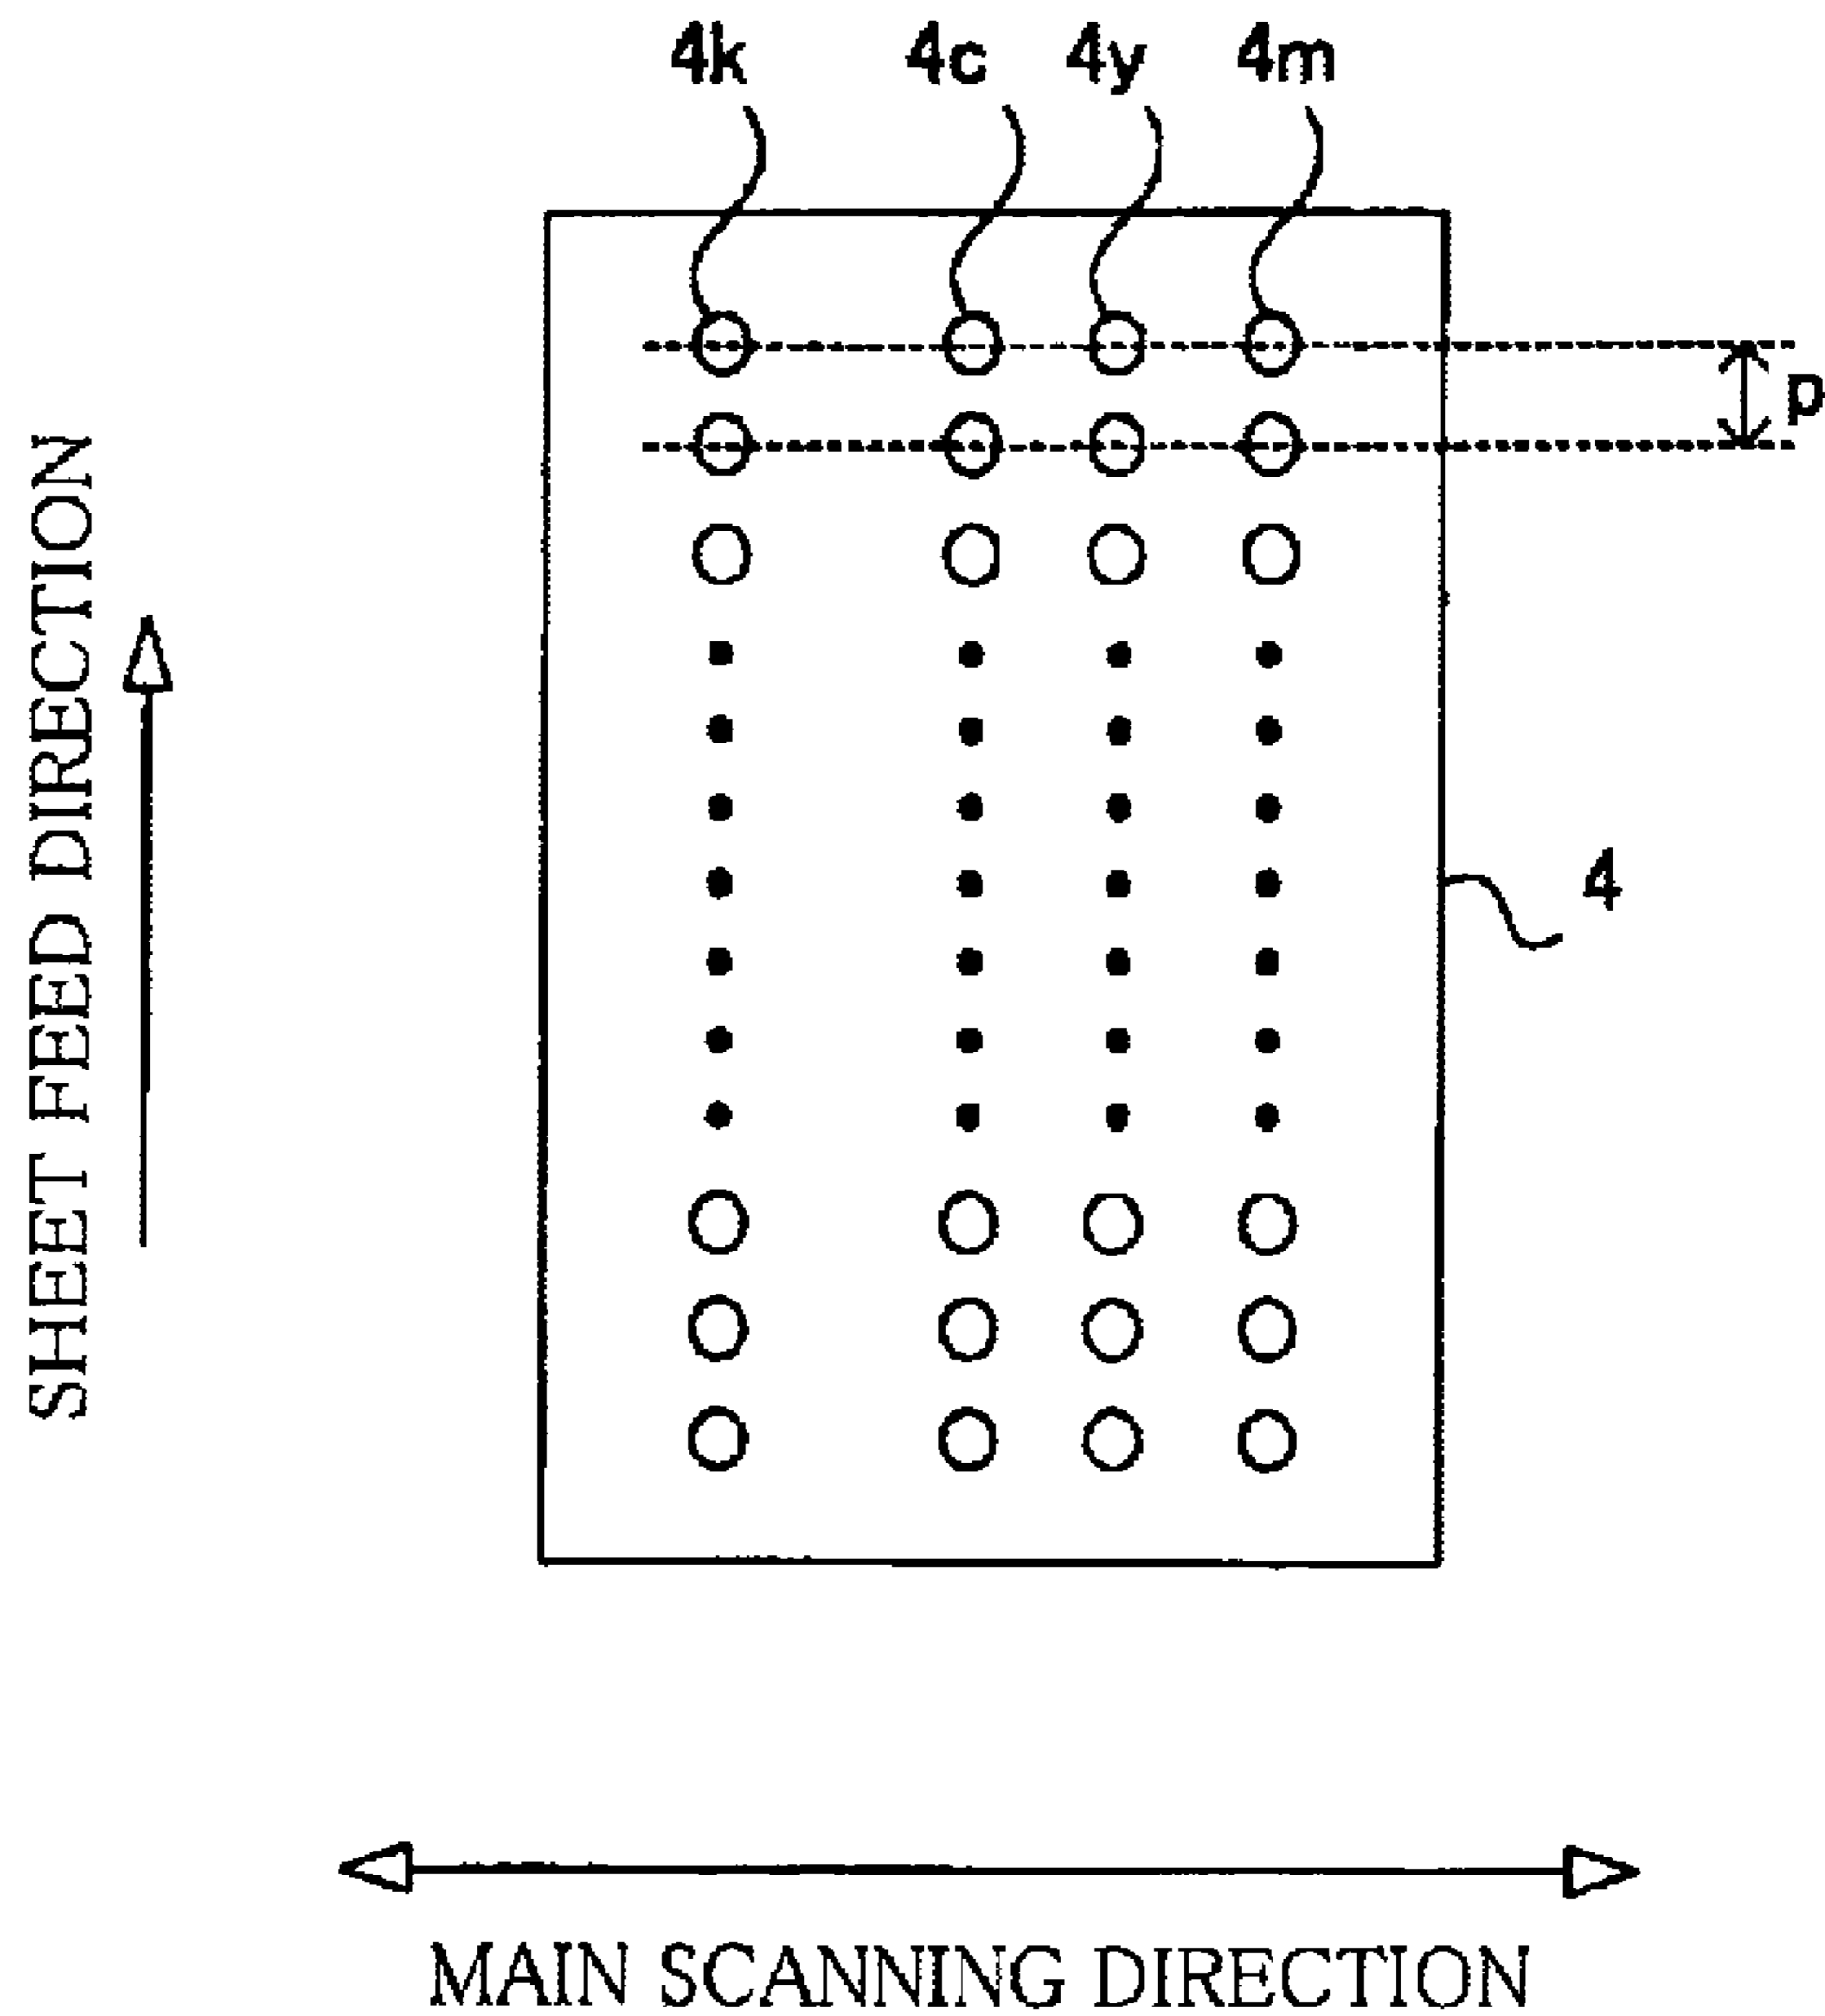 4k 4c 4y 4m
p
SHEET FEED DIRECTION
4
MAIN SCANNING DIRECTION